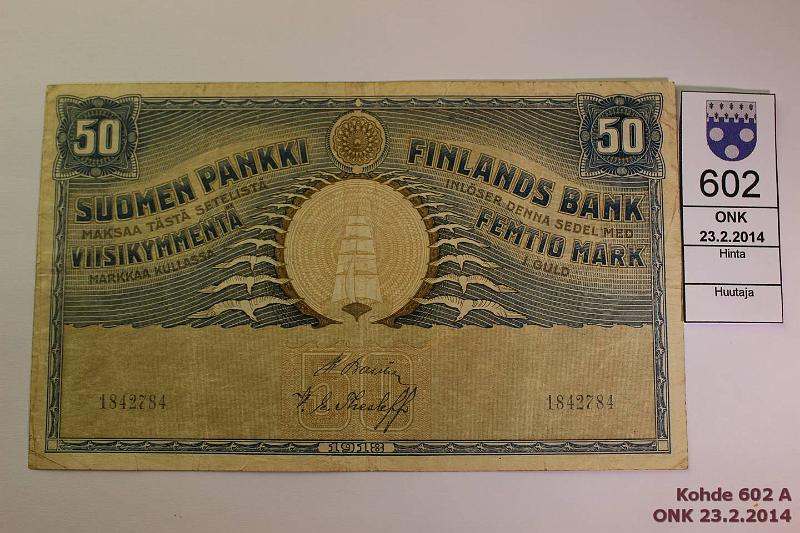 50
50
SUOMEN PANKKI
MAKSAA TÄSTÄ SETELISTÄ
VIISIKYMMENTÄ
MARKKAA KULLASSA
FINLANDS BANK
INLÖSER DENNA SEDEL MED
FEMTIO MARK
I GULD
50
1842784
1842784
1918
602
ONK
23.2.2014
Hinta
Huutaja
Kohde 602 A
ONK 23.2.2014